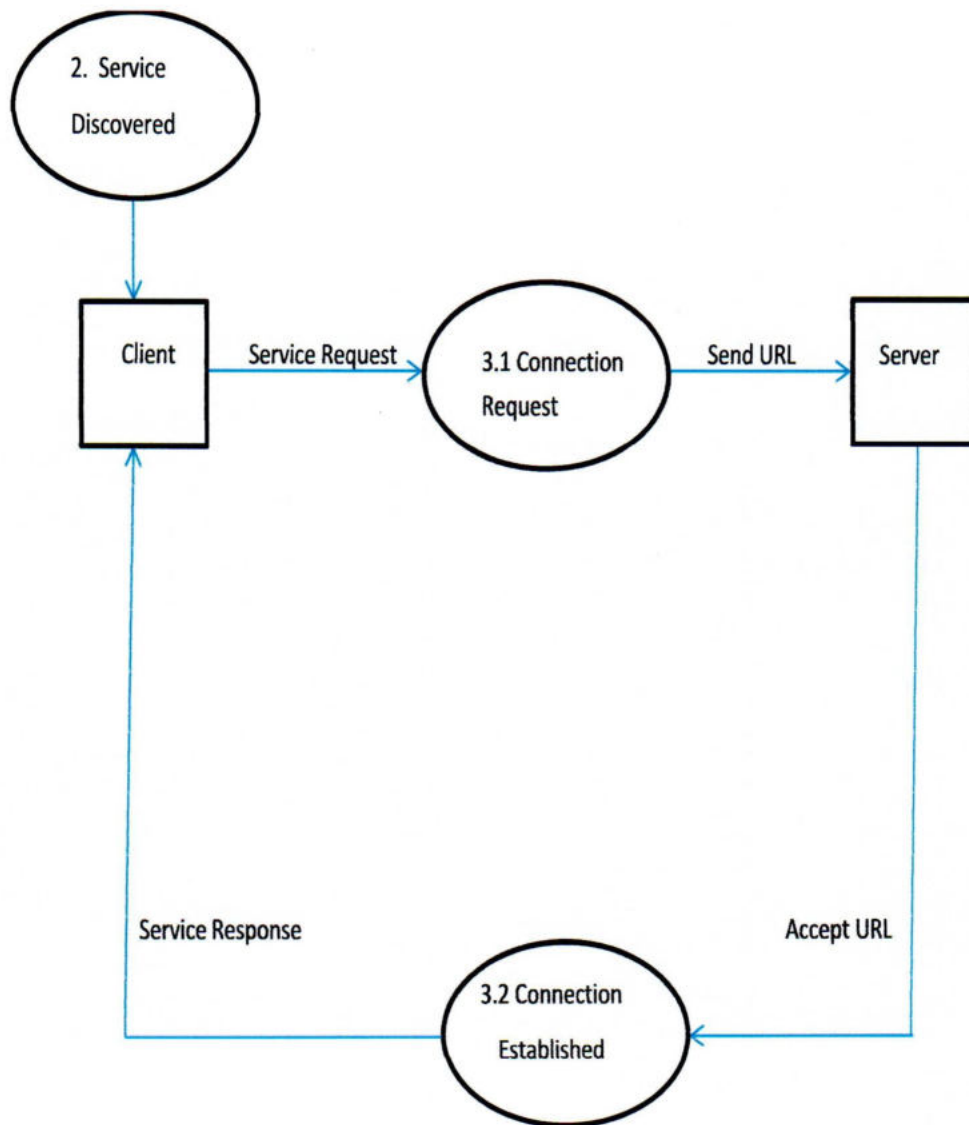 2. Service
Discovered
Client
Service Request
3.1 Connection
Request
Send URL
Server
Service Response
Accept URL
3.2 Connection
Established